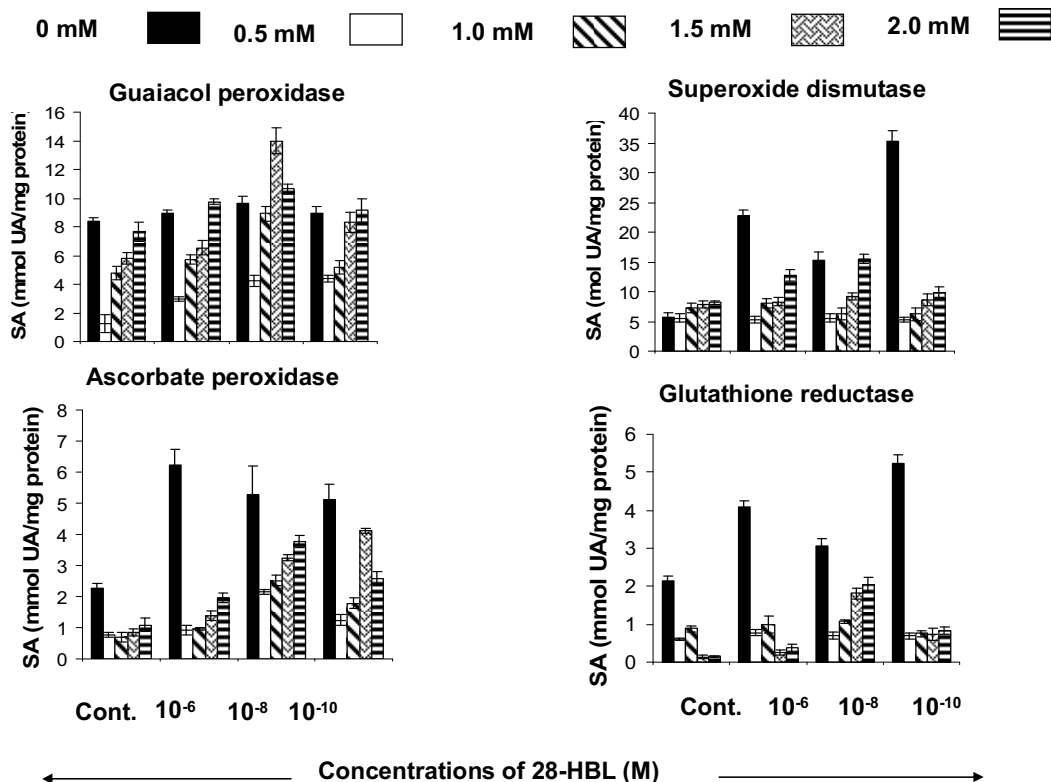 0 mM 0.5 mM 1.0 mM 1.5 mM 2.0 mM
Guaiacol peroxidase
SA (mmol UA/mg protein)
16
14
12
10
8
6
4
2
0
Superoxide dismutase
SA (mol UA/mg protein)
40
35
30
25
20
15
10
5
0
Ascorbate peroxidase
SA (mmol UA/mg protein)
8
7
6
5
4
3
2
1
0
Glutathione reductase
SA (mmol UA/mg protein)
6
5
4
3
2
1
0
Cont. 10⁻⁶ 10⁻⁸ 10⁻¹⁰
Cont. 10⁻⁶ 10⁻⁸ 10⁻¹⁰
Concentrations of 28-HBL (M)